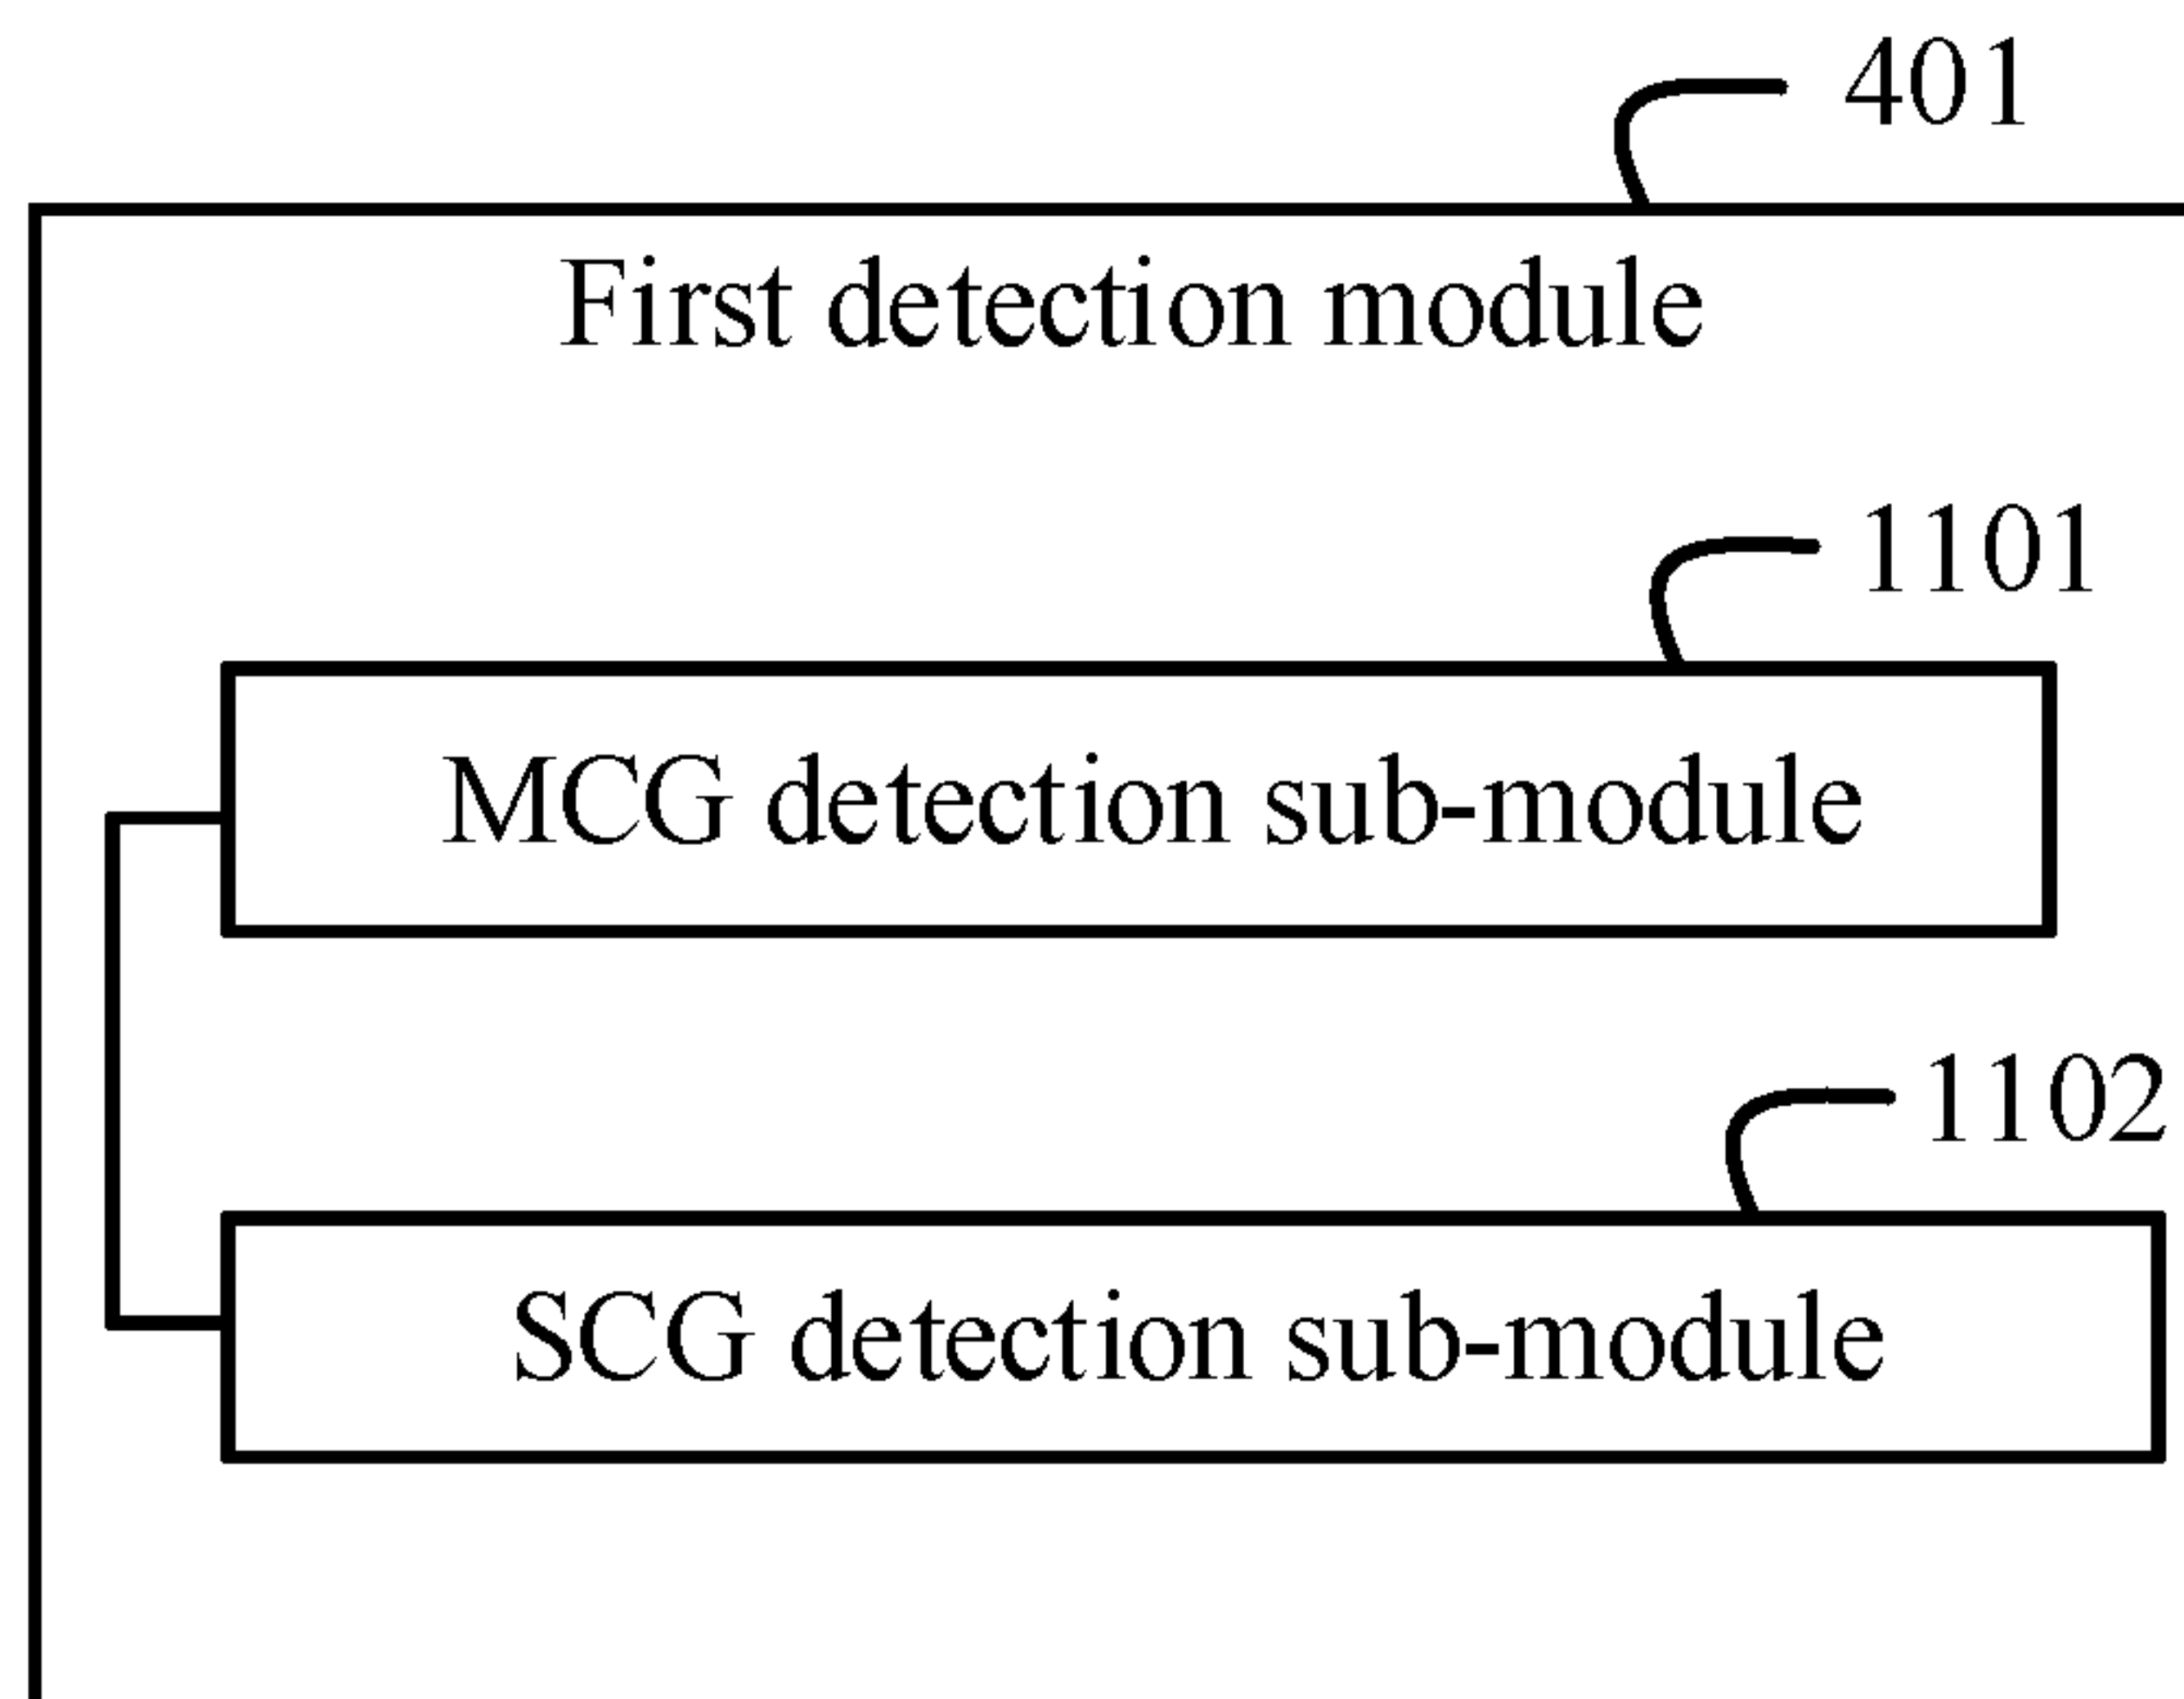 401
First detection module
1101
MCG detection sub-module
1102
SCG detection sub-module